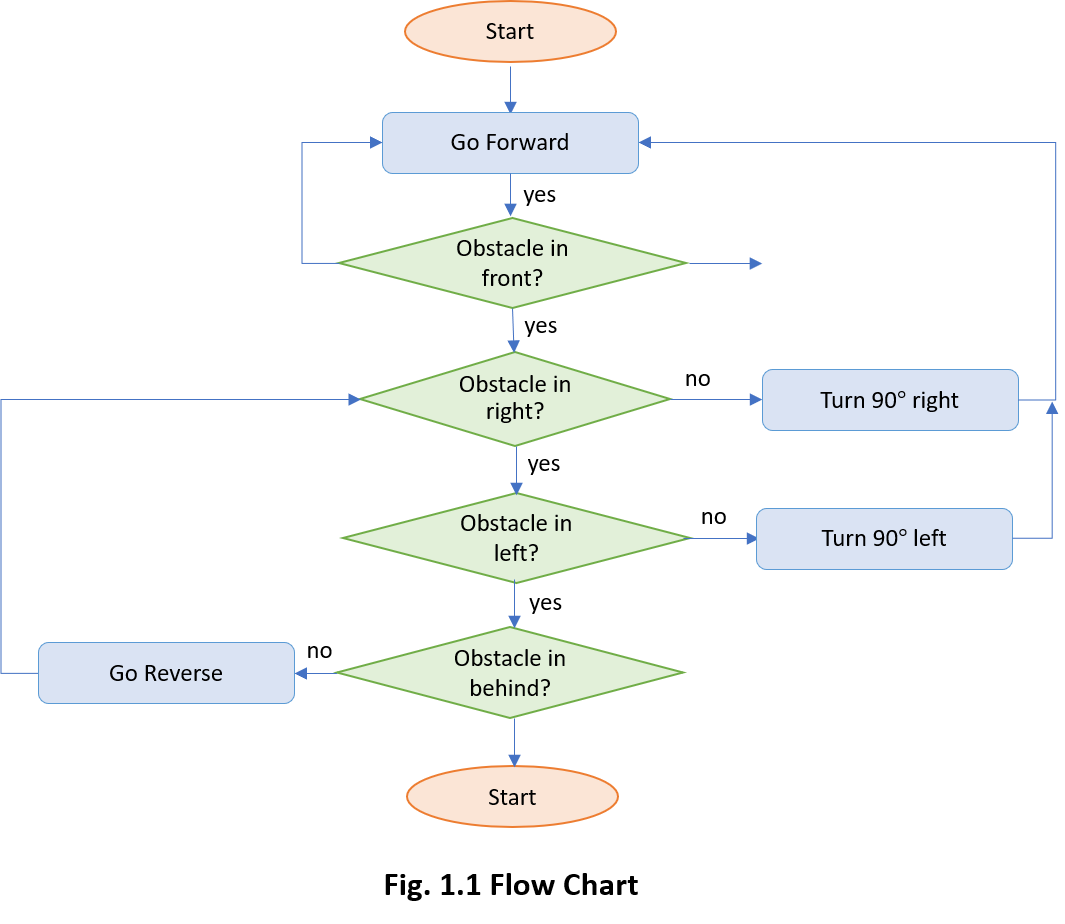 Start
Go Forward
yes
Obstacle in
front?
yes
Obstacle in
right?
no
Turn 90° right
yes
Obstacle in
left?
no
Turn 90° left
yes
Obstacle in
behind?
no
Go Reverse
Start
Fig. 1.1 Flow Chart